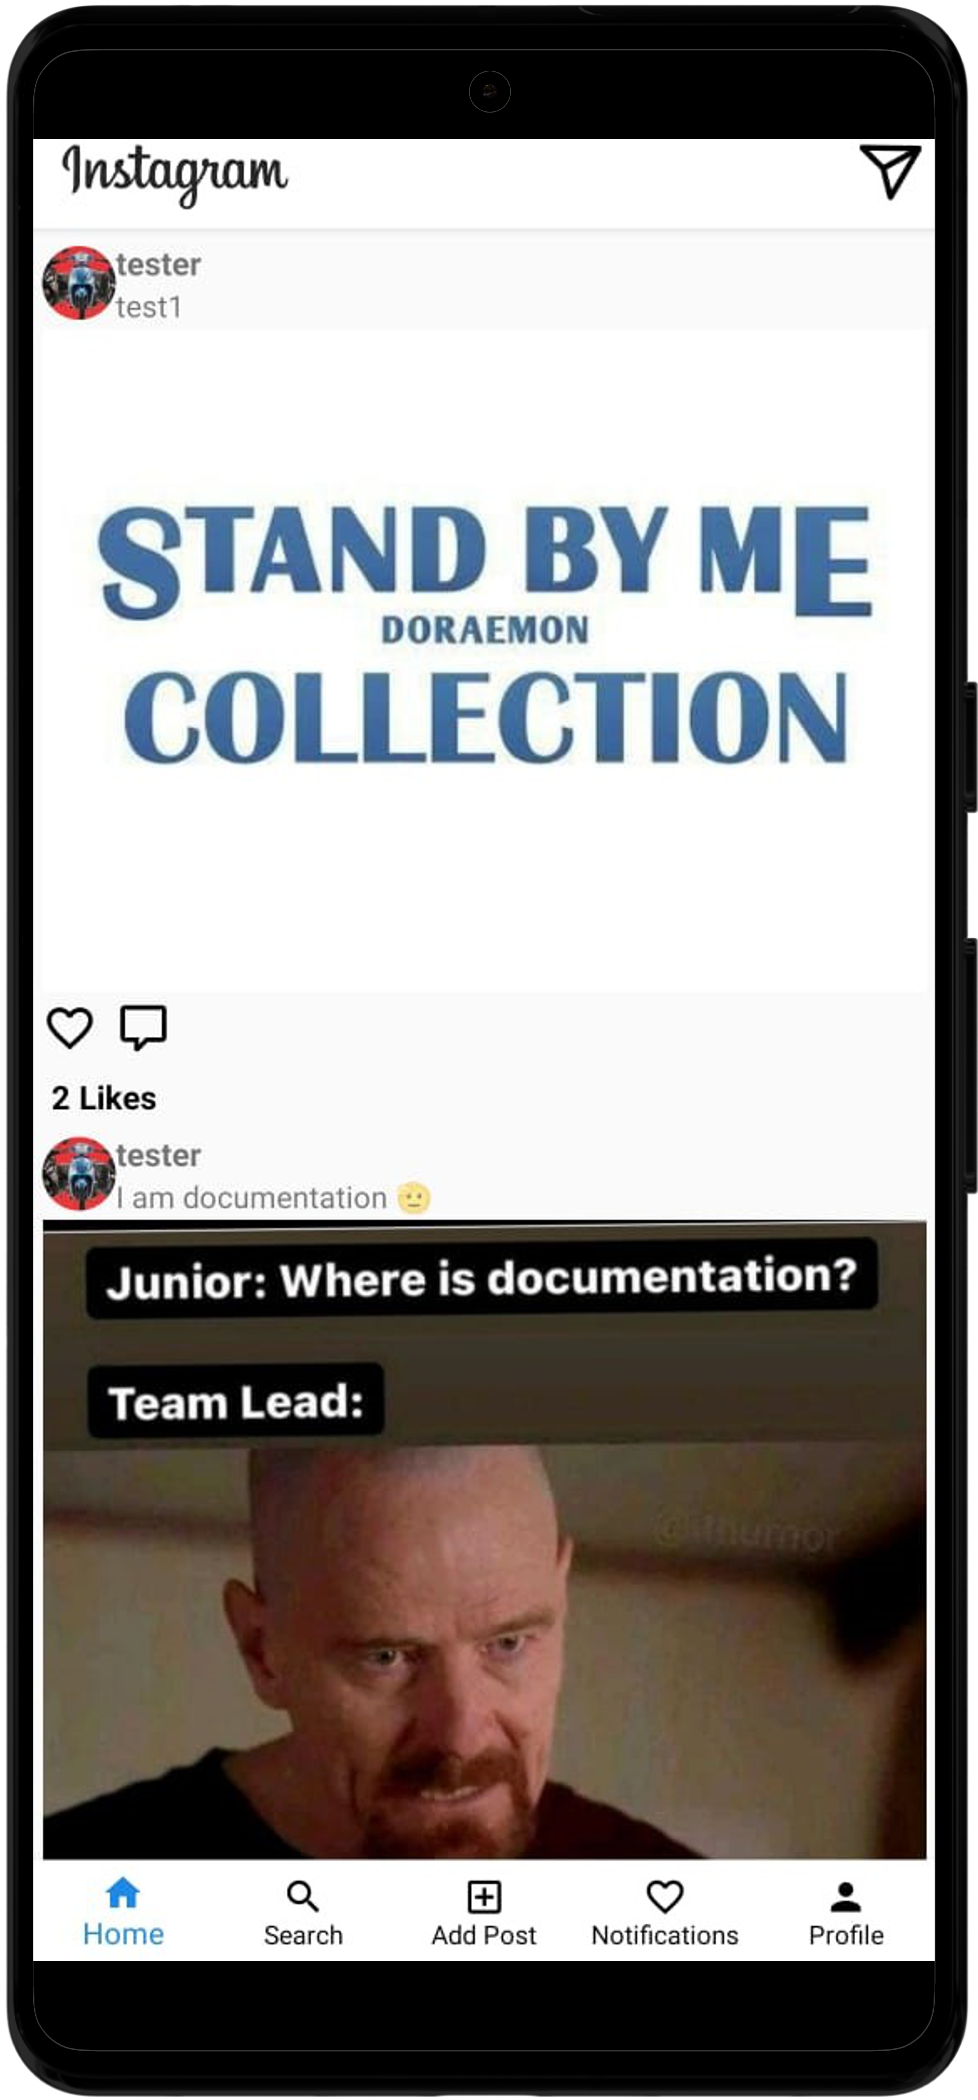 Instagram
tester
test1
STAND BY ME
DORAEMON
COLLECTION
2 Likes
tester
I am documentation 🫡
Junior: Where is documentation?
Team Lead:
@ithumor
Home
Search
Add Post
Notifications
Profile